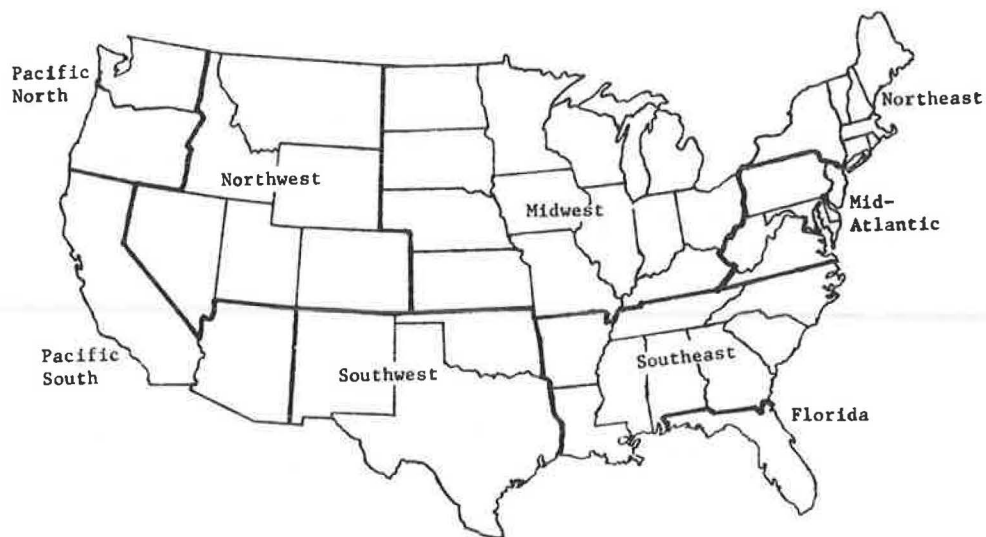 Pacific
North
Northeast
Northwest
Midwest
Mid-
Atlantic
Pacific
South
Southwest
Southeast
Florida